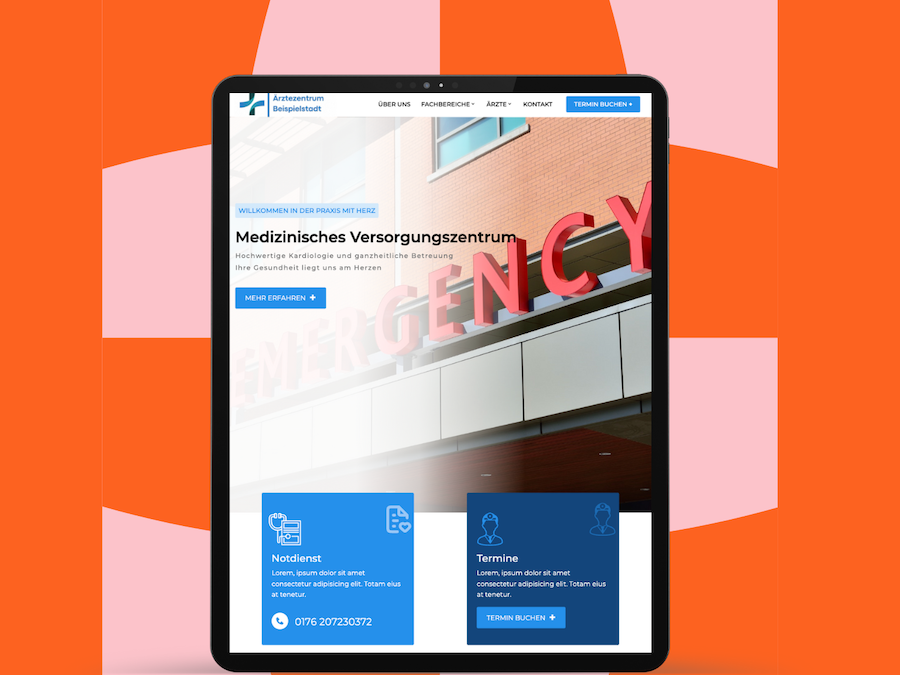 Ärztezentrum
Beispielstadt
ÜBER UNS FACHBEREICHE ÄRZTE KONTAKT TERMIN BUCHEN +
WILLKOMMEN IN DER PRAXIS MIT HERZ
Medizinisches Versorgungszentrum
Hochwertige Kardiologie und ganzheitliche Betreuung
Ihre Gesundheit liegt uns am Herzen
MEHR ERFAHREN +
EMERGENCY
Notdienst
Lorem, ipsum dolor sit amet
consectetur adipisicing elit. Totam eius
at tenetur.
0176 207230372
Termine
Lorem, ipsum dolor sit amet
consectetur adipisicing elit. Totam eius
at tenetur.
TERMIN BUCHEN +